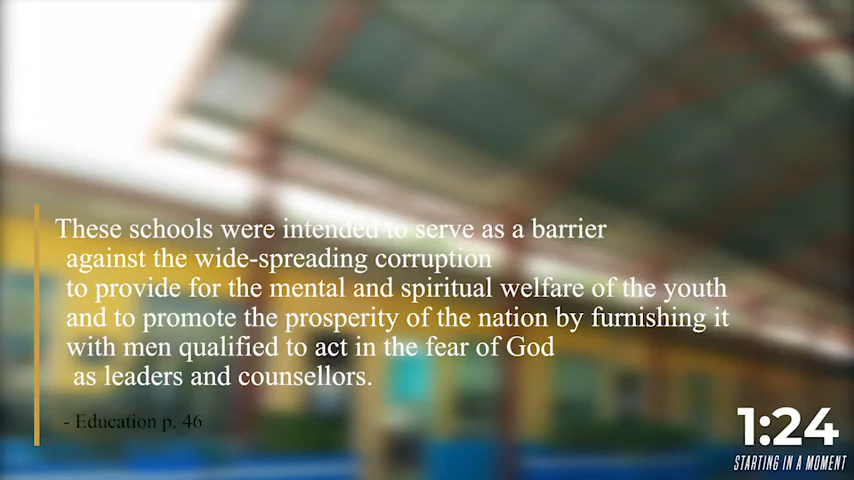 These schools were intended to serve as a barrier
against the wide-spreading corruption
to provide for the mental and spiritual welfare of the youth
and to promote the prosperity of the nation by furnishing it
with men qualified to act in the fear of God
as leaders and counsellors.
- Education p. 46
1:24
STARTING IN A MOMENT